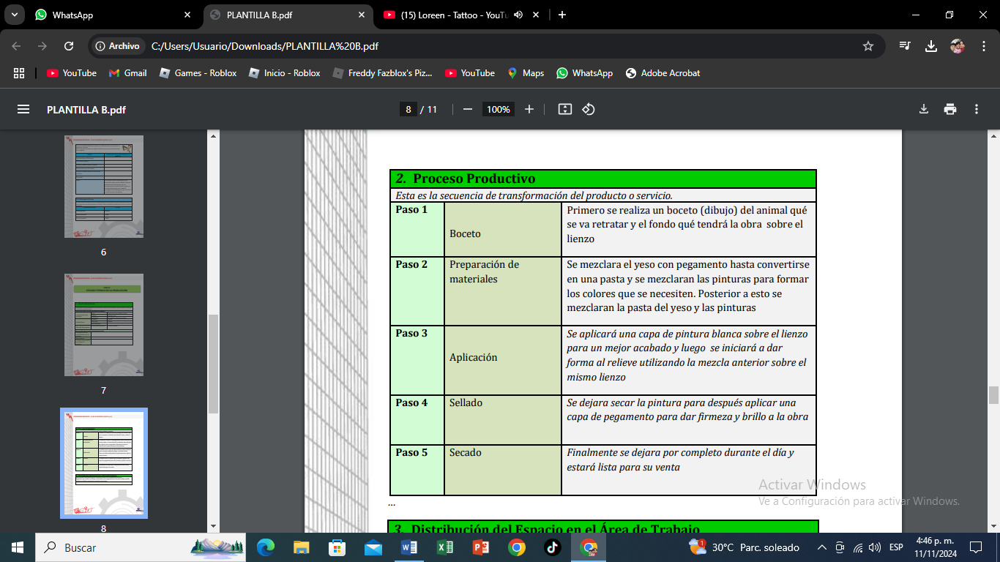 WhatsApp
PLANTILLA B.pdf
(15) Loreen - Tattoo - YouTu
Archivo
C:/Users/Usuario/Downloads/PLANTILLA%20B.pdf
YouTube
Gmail
Games - Roblox
Inicio - Roblox
Freddy Fazblox's Piz...
YouTube
Maps
WhatsApp
Adobe Acrobat
PLANTILLA B.pdf
8 / 11
100%
6
7
8
2. Proceso Productivo
Esta es la secuencia de transformación del producto o servicio.
Paso 1
Boceto
Primero se realiza un boceto (dibujo) del animal qué
se va retratar y el fondo qué tendrá la obra sobre el
lienzo
Paso 2
Preparación de
materiales
Se mezclara el yeso con pegamento hasta convertirse
en una pasta y se mezclaran las pinturas para formar
los colores que se necesiten. Posterior a esto se
mezclaran la pasta del yeso y las pinturas
Paso 3
Aplicación
Se aplicará una capa de pintura blanca sobre el lienzo
para un mejor acabado y luego se iniciará a dar
forma al relieve utilizando la mezcla anterior sobre el
mismo lienzo
Paso 4
Sellado
Se dejara secar la pintura para después aplicar una
capa de pegamento para dar firmeza y brillo a la obra
Paso 5
Secado
Finalmente se dejara por completo durante el día y
estará lista para su venta
...
3. Distribución del Espacio en el Área de Trabajo
Activar Windows
Ve a Configuración para activar Windows.
Buscar
1
30°C Parc. soleado
ESP
4:46 p. m.
11/11/2024